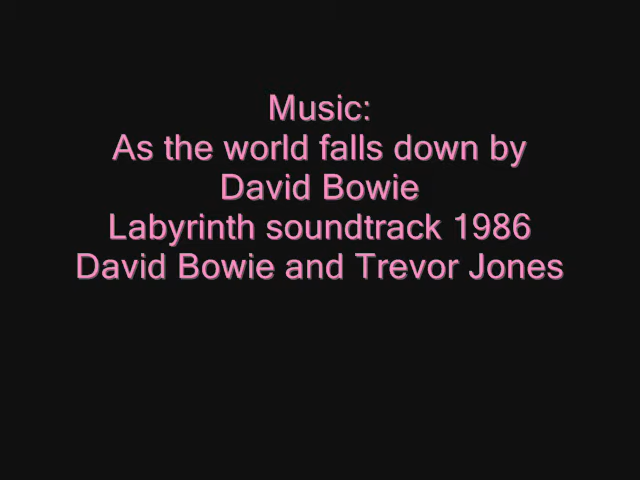 Music:
As the world falls down by
David Bowie
Labyrinth soundtrack 1986
David Bowie and Trevor Jones